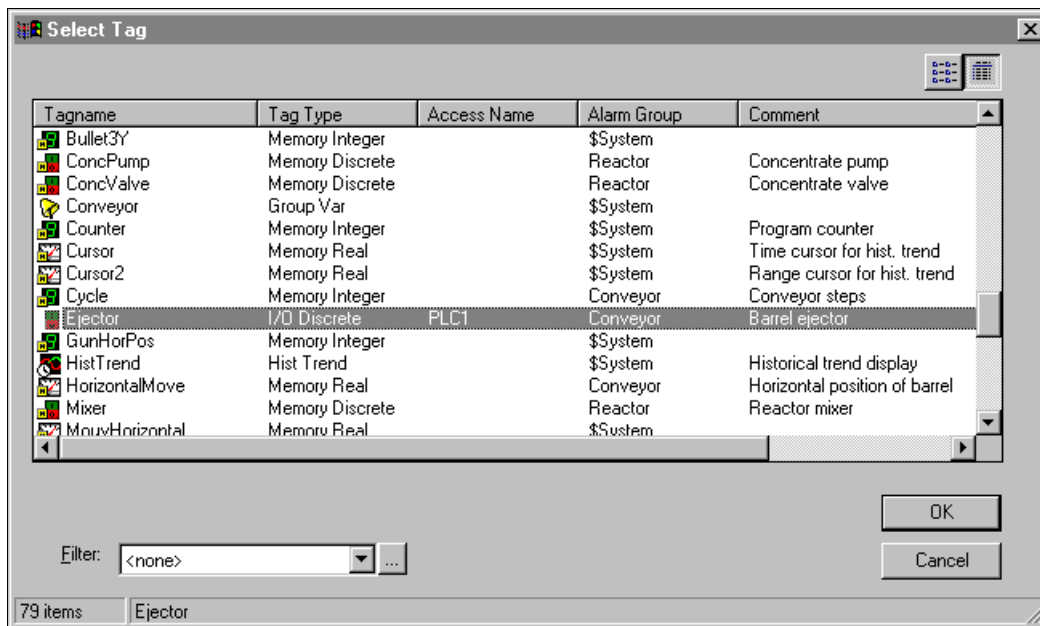 Select Tag
Tagname Tag Type Access Name Alarm Group Comment
Bullet3Y Memory Integer $System
ConcPump Memory Discrete Reactor Concentrate pump
ConcValve Memory Discrete Reactor Concentrate valve
Conveyor Group Var $System
Counter Memory Integer $System Program counter
Cursor Memory Real $System Time cursor for hist. trend
Cursor2 Memory Real $System Range cursor for hist. trend
Cycle Memory Integer Conveyor Conveyor steps
Ejector I/O Discrete PLC1 Conveyor Barrel ejector
GunHorPos Memory Integer $System
HistTrend Hist Trend $System Historical trend display
HorizontalMove Memory Real Conveyor Horizontal position of barrel
Mixer Memory Discrete Reactor Reactor mixer
MouvHorizontal Memory Real $System
OK
Filter: <none> ...
Cancel
79 items Ejector